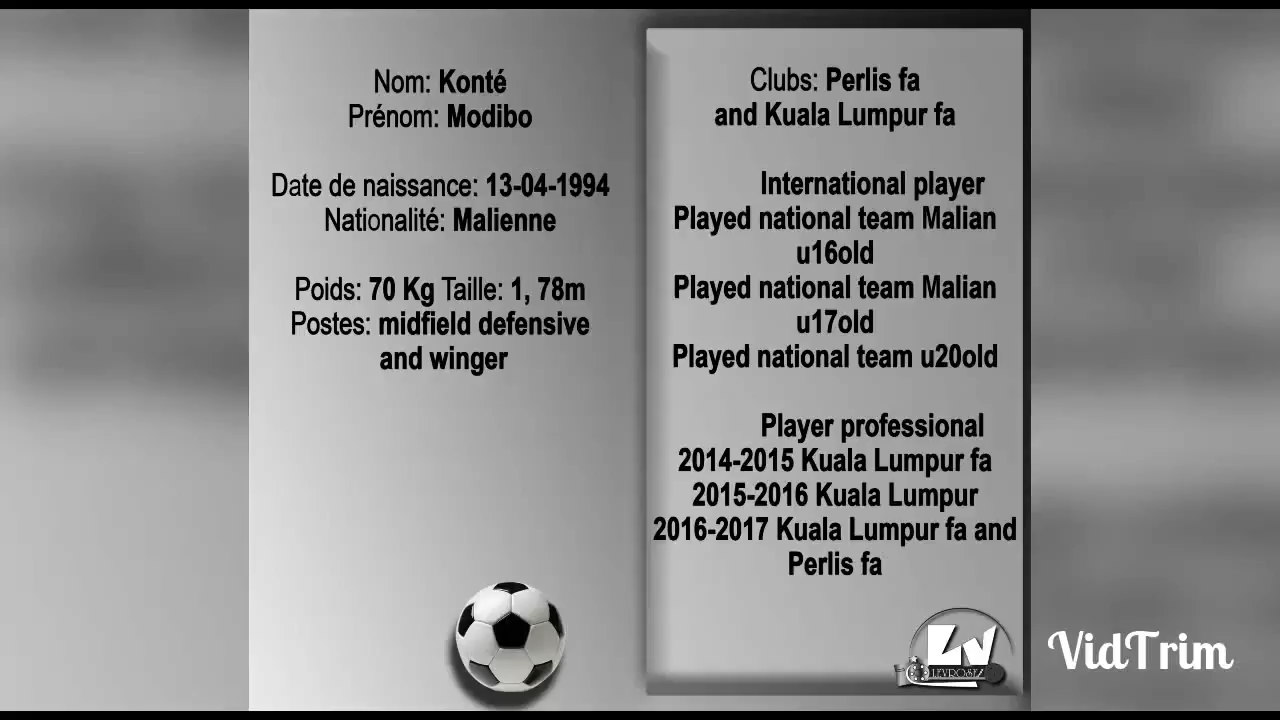 Nom: Konté
Prénom: Modibo
Date de naissance: 13-04-1994
Nationalité: Malienne
Poids: 70 Kg Taille: 1, 78m
Postes: midfield defensive
and winger
Clubs: Perlis fa
and Kuala Lumpur fa
International player
Played national team Malian
u16old
Played national team Malian
u17old
Played national team u20old
Player professional
2014-2015 Kuala Lumpur fa
2015-2016 Kuala Lumpur
2016-2017 Kuala Lumpur fa and
Perlis fa
VidTrim